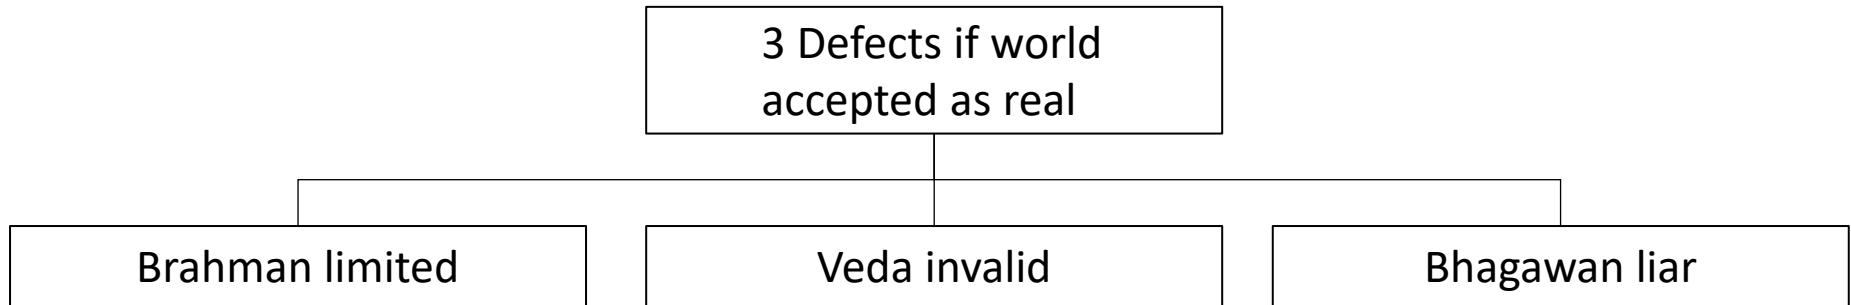 3 Defects if world
accepted as real
Brahman limited
Veda invalid
Bhagawan liar